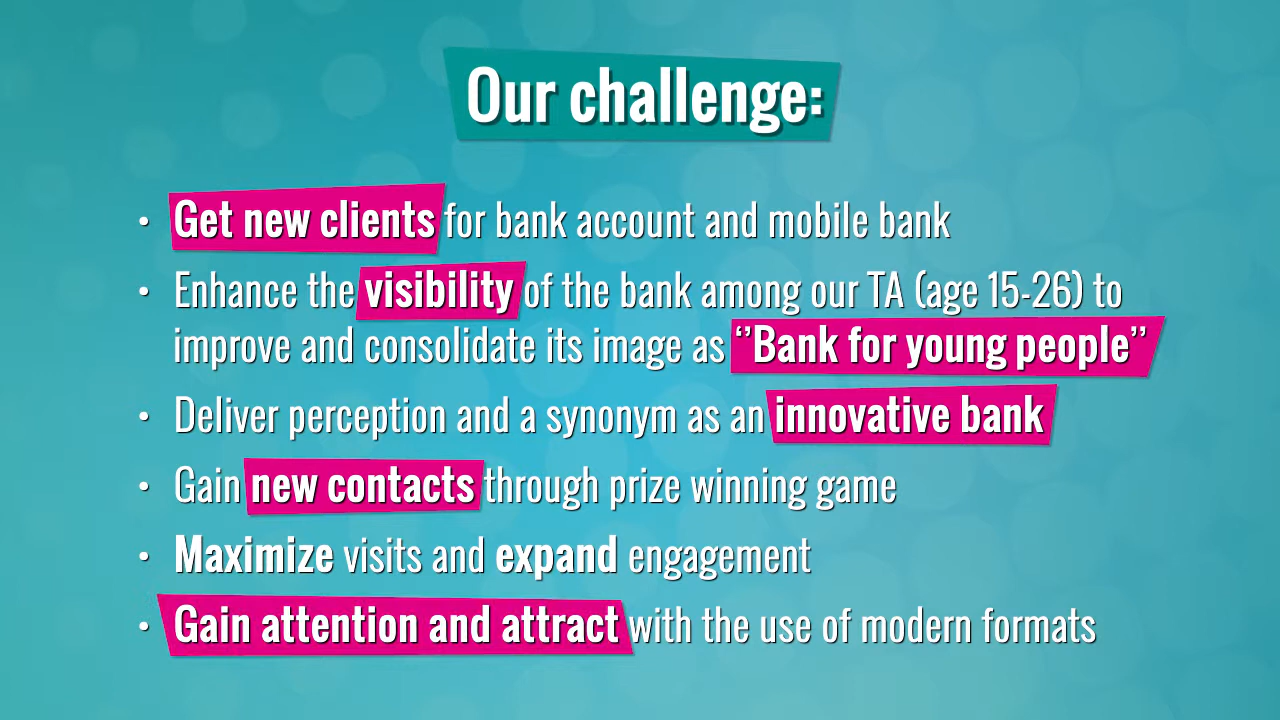 Our challenge:
• Get new clients for bank account and mobile bank
• Enhance the visibility of the bank among our TA (age 15-26) to
improve and consolidate its image as ‘’Bank for young people’’
• Deliver perception and a synonym as an innovative bank
• Gain new contacts through prize winning game
• Maximize visits and expand engagement
• Gain attention and attract with the use of modern formats